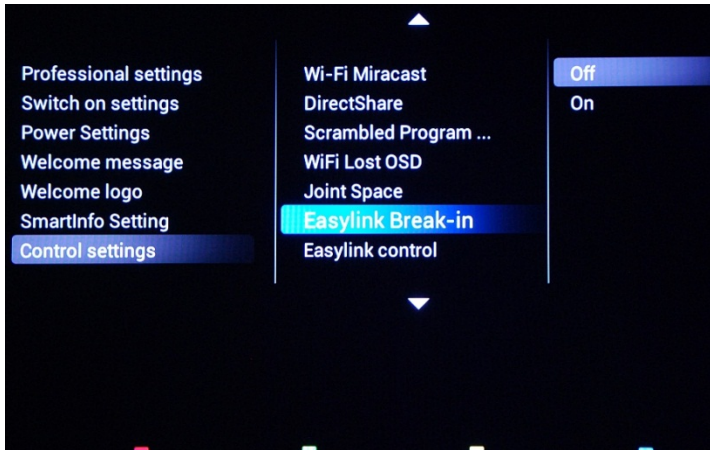 Professional settings
Switch on settings
Power Settings
Welcome message
Welcome logo
SmartInfo Setting
Control settings
Wi-Fi Miracast
DirectShare
Scrambled Program ...
WiFi Lost OSD
Joint Space
Easylink Break-in
Easylink control
Off
On